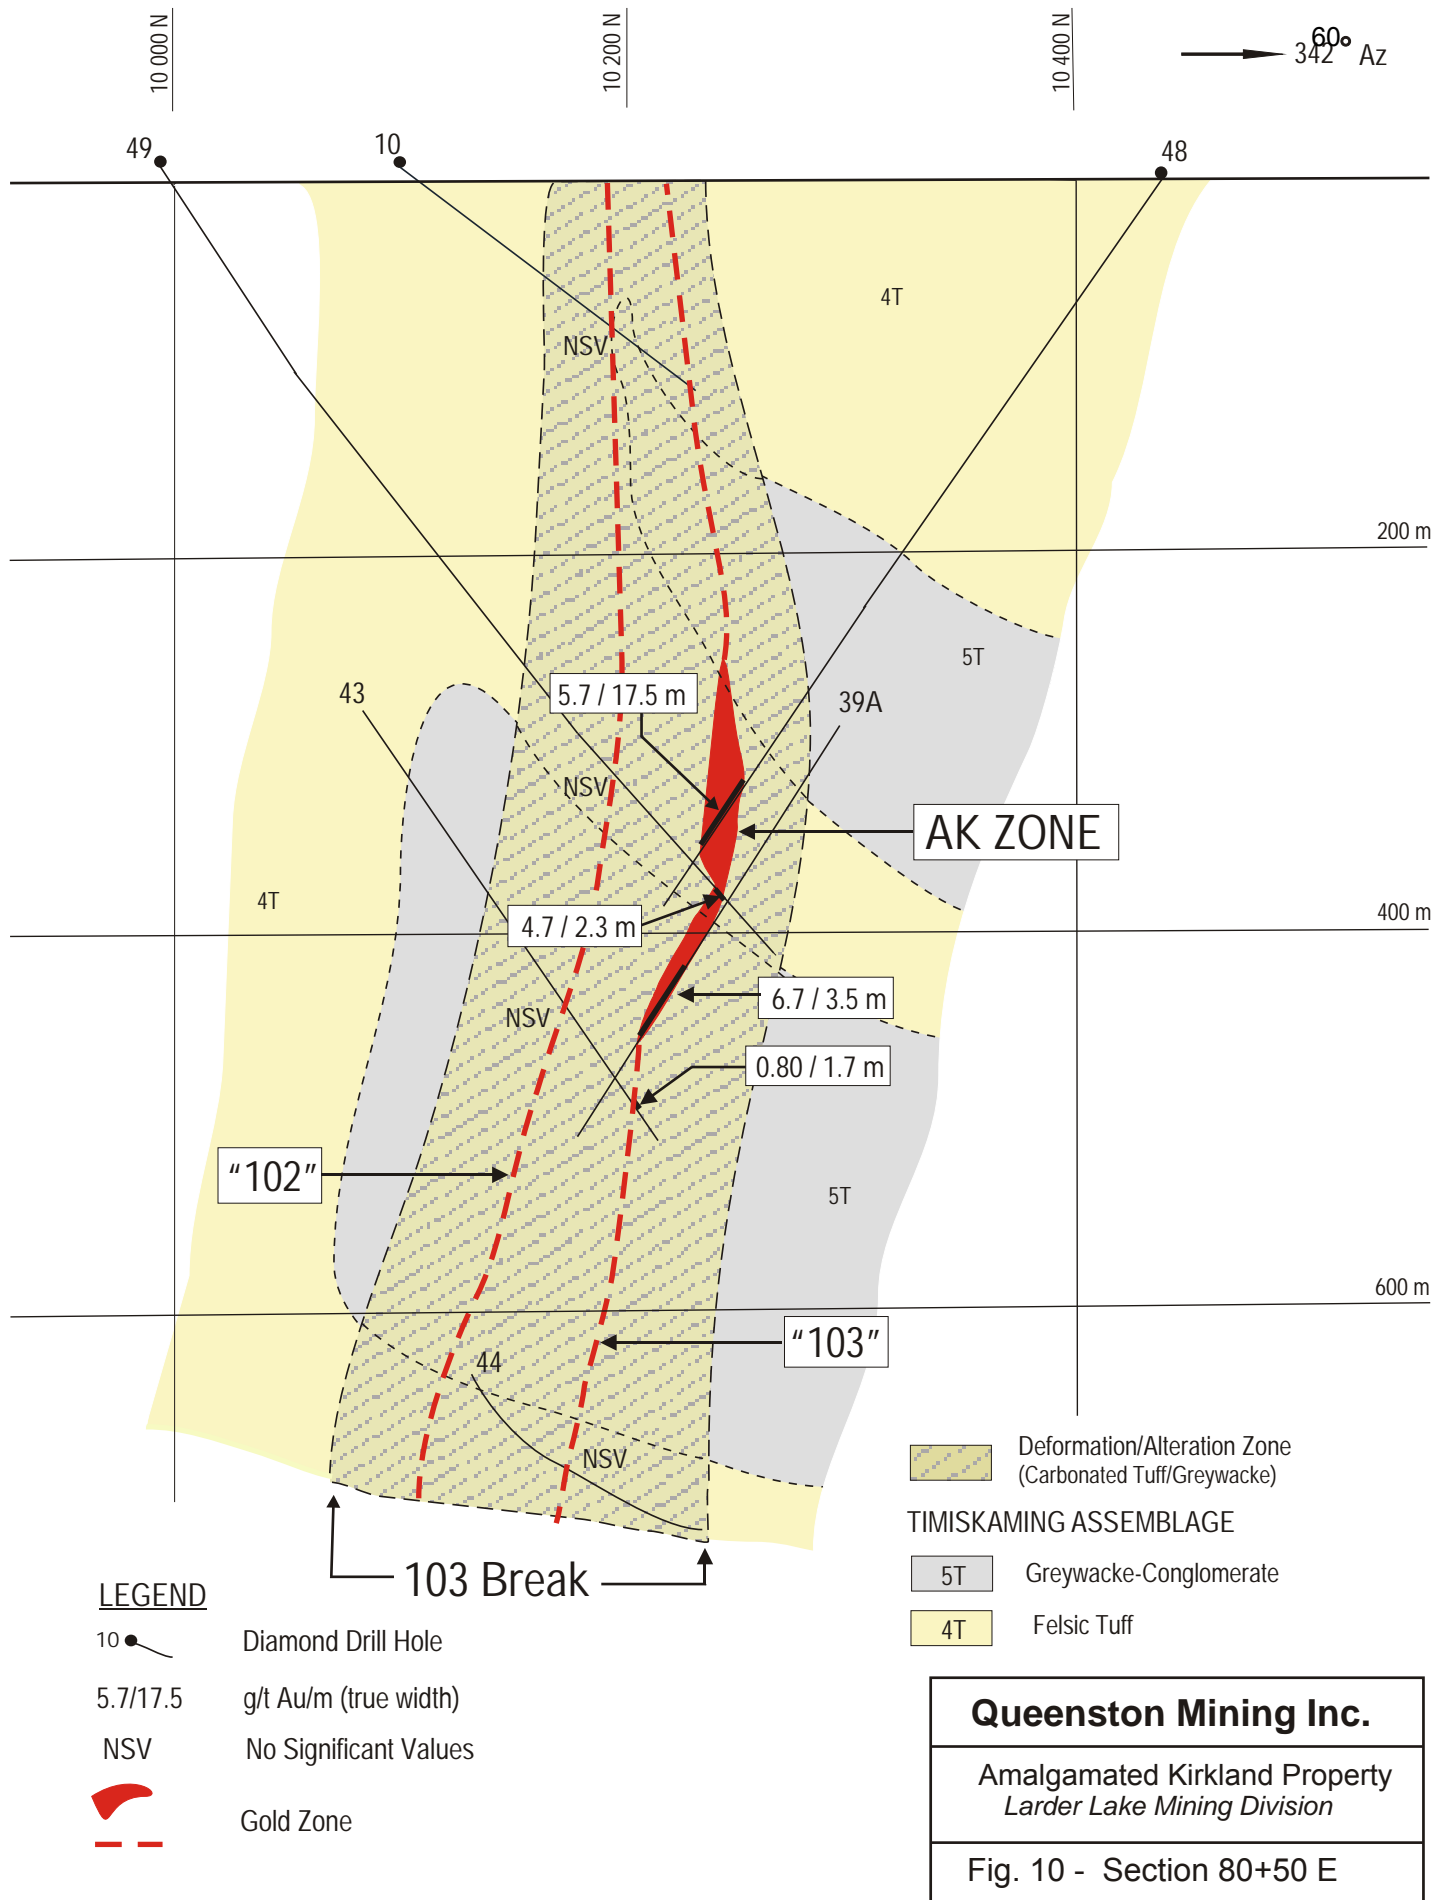 10 000 N
10 200 N
10 400 N
60°
342° Az
49
10
48
4T
NSV
200 m
5T
43
5.7 / 17.5 m
39A
NSV
AK ZONE
4T
4.7 / 2.3 m
400 m
6.7 / 3.5 m
NSV
0.80 / 1.7 m
"102"
5T
600 m
"103"
44
NSV
103 Break
Deformation/Alteration Zone
(Carbonated Tuff/Greywacke)
TIMISKAMING ASSEMBLAGE
5T Greywacke-Conglomerate
4T Felsic Tuff
LEGEND
10 Diamond Drill Hole
5.7/17.5 g/t Au/m (true width)
NSV No Significant Values
Gold Zone
Queenston Mining Inc.
Amalgamated Kirkland Property
Larder Lake Mining Division
Fig. 10 - Section 80+50 E